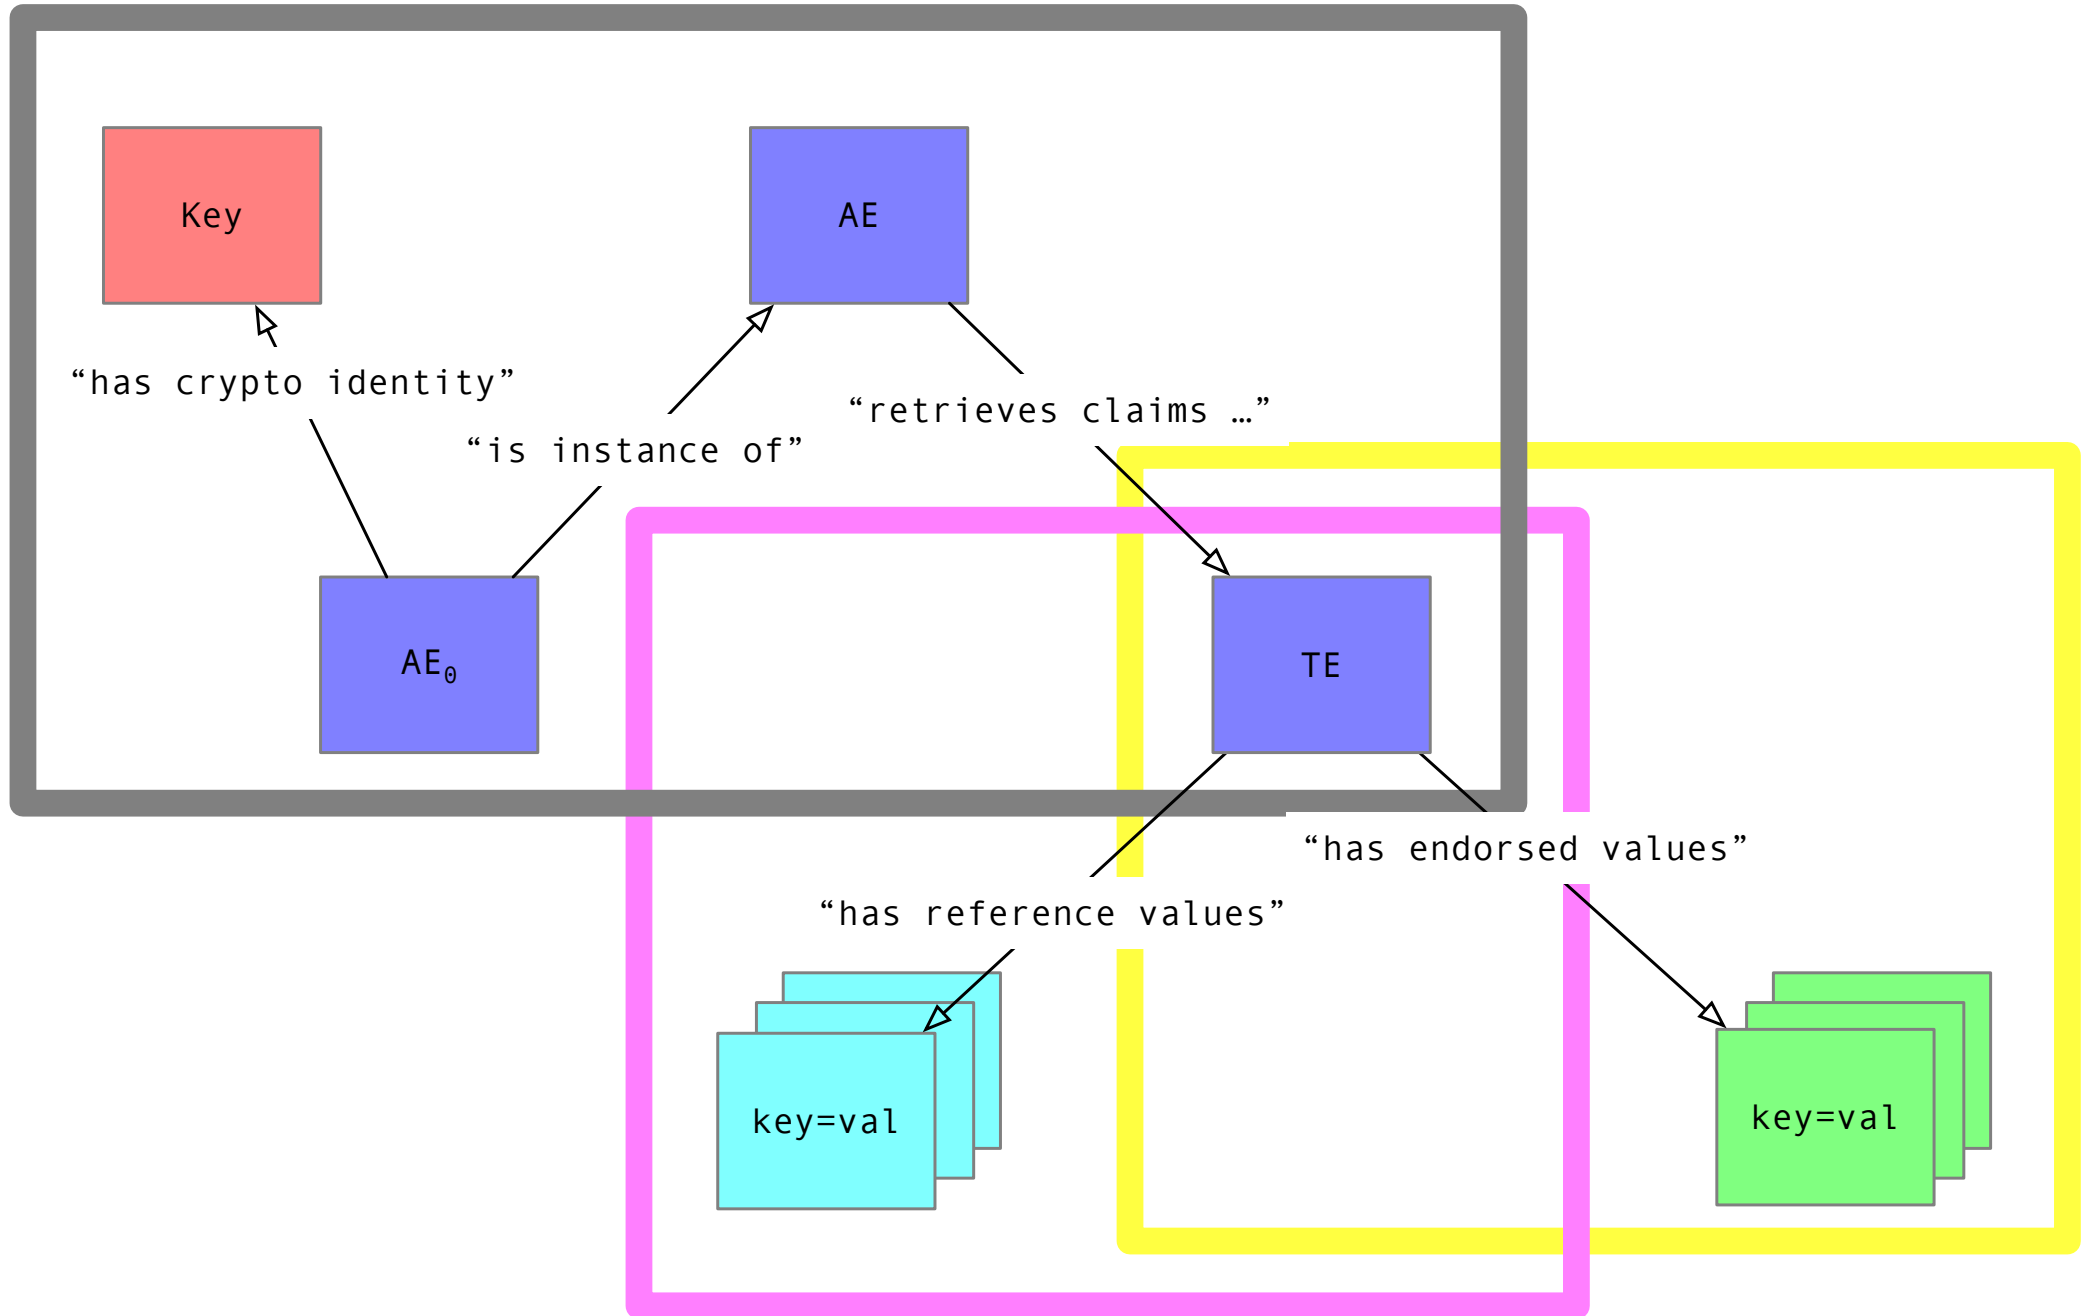 Key
AE
“has crypto identity”
“retrieves claims …”
“is instance of”
AE₀
TE
“has endorsed values”
“has reference values”
key=val
key=val